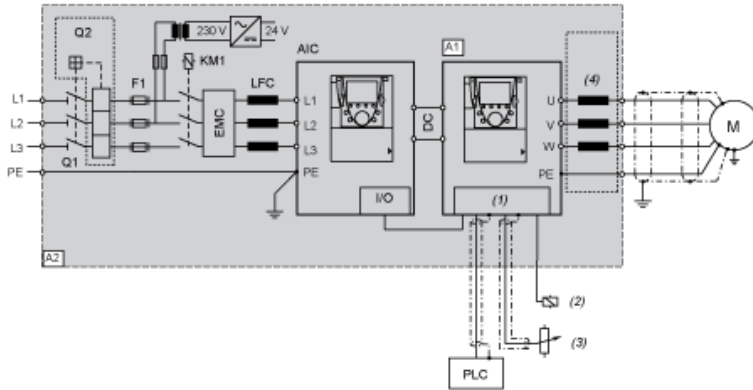 Q2
230 V
24 V
KM1
AIC
A1
F1
LFC
(4)
L1
L1
U
L2
EMC
L2
DC
V
M
L3
L3
W
Q1
PE
PE
PE
I/O
(1)
A2
(2)
(3)
PLC